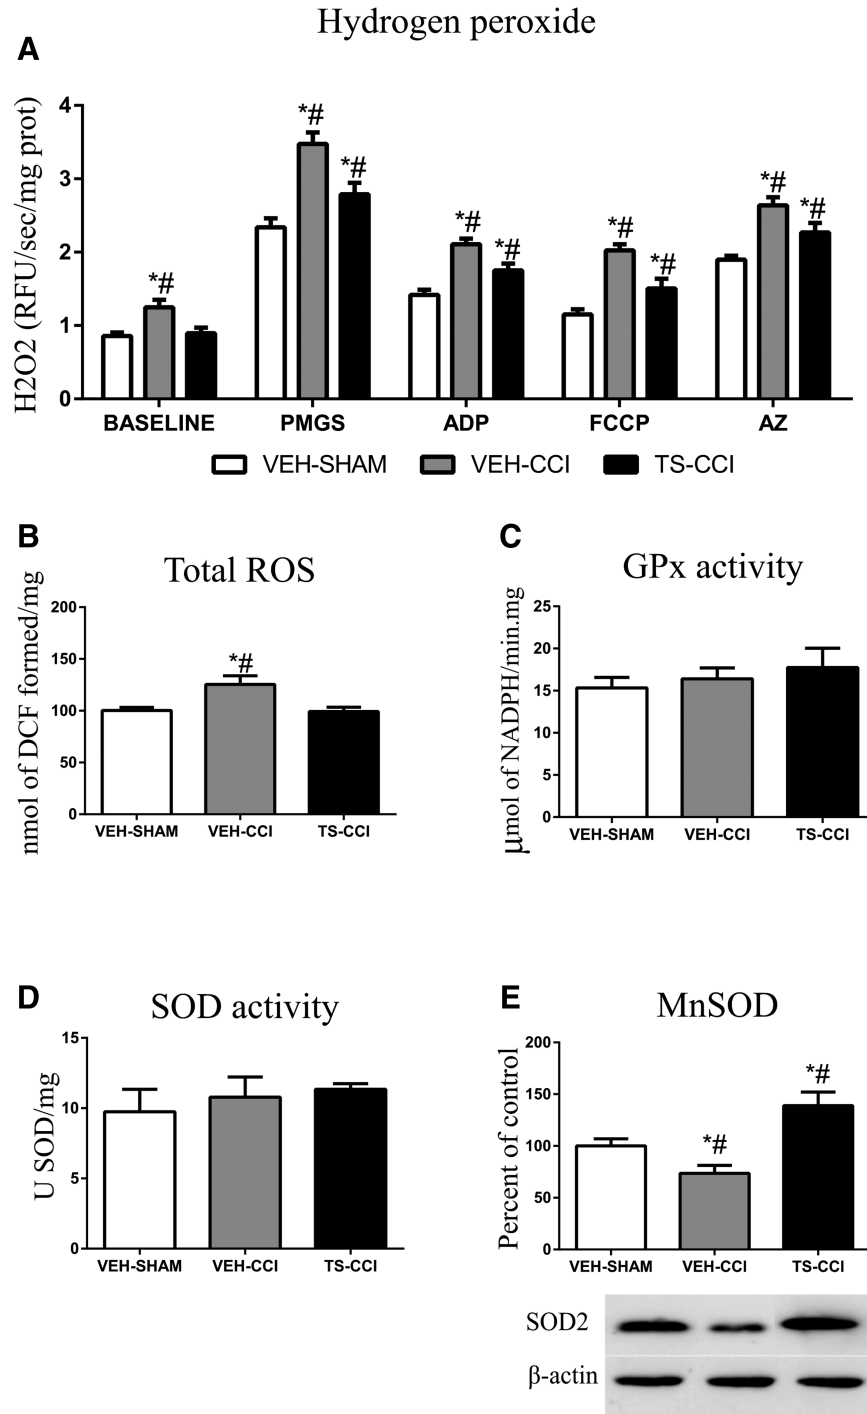 Hydrogen peroxide
A
H2O2 (RFU/sec/mg prot)
4
3
2
1
0
*#
*#
*#
*#
*#
*#
*#
*#
*#
BASELINE PMGS ADP FCCP AZ
VEH-SHAM VEH-CCI TS-CCI
B
Total ROS
nmol of DCF formed/mg
200
150
100
50
0
*#
VEH-SHAM VEH-CCI TS-CCI
C
GPx activity
μmol of NADPH/min.mg
25
20
15
10
5
0
VEH-SHAM VEH-CCI TS-CCI
D
SOD activity
U SOD/mg
15
10
5
0
VEH-SHAM VEH-CCI TS-CCI
E
MnSOD
Percent of control
200
150
100
50
0
*#
*#
VEH-SHAM VEH-CCI TS-CCI
SOD2
β-actin